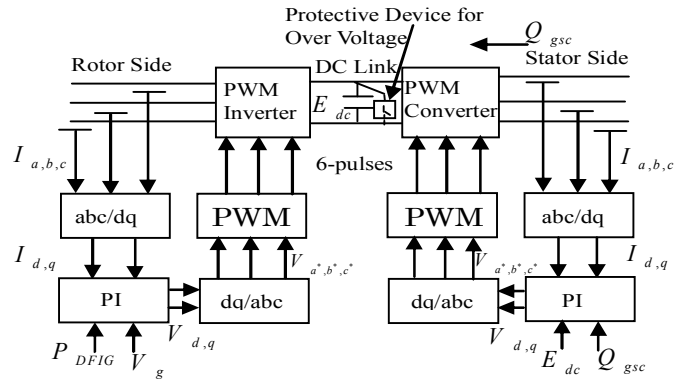 Protective Device for
Over Voltage
Q gsc
Rotor Side
DC Link
Stator Side
PWM
Inverter
E dc
PWM
Converter
I a,b,c
6-pulses
I a,b,c
abc/dq
PWM
PWM
abc/dq
I d,q
V a*,b*,c*
V a*,b*,c*
I d,q
PI
dq/abc
dq/abc
PI
V d,q
V d,q
P DFIG
V g
E dc
Q gsc